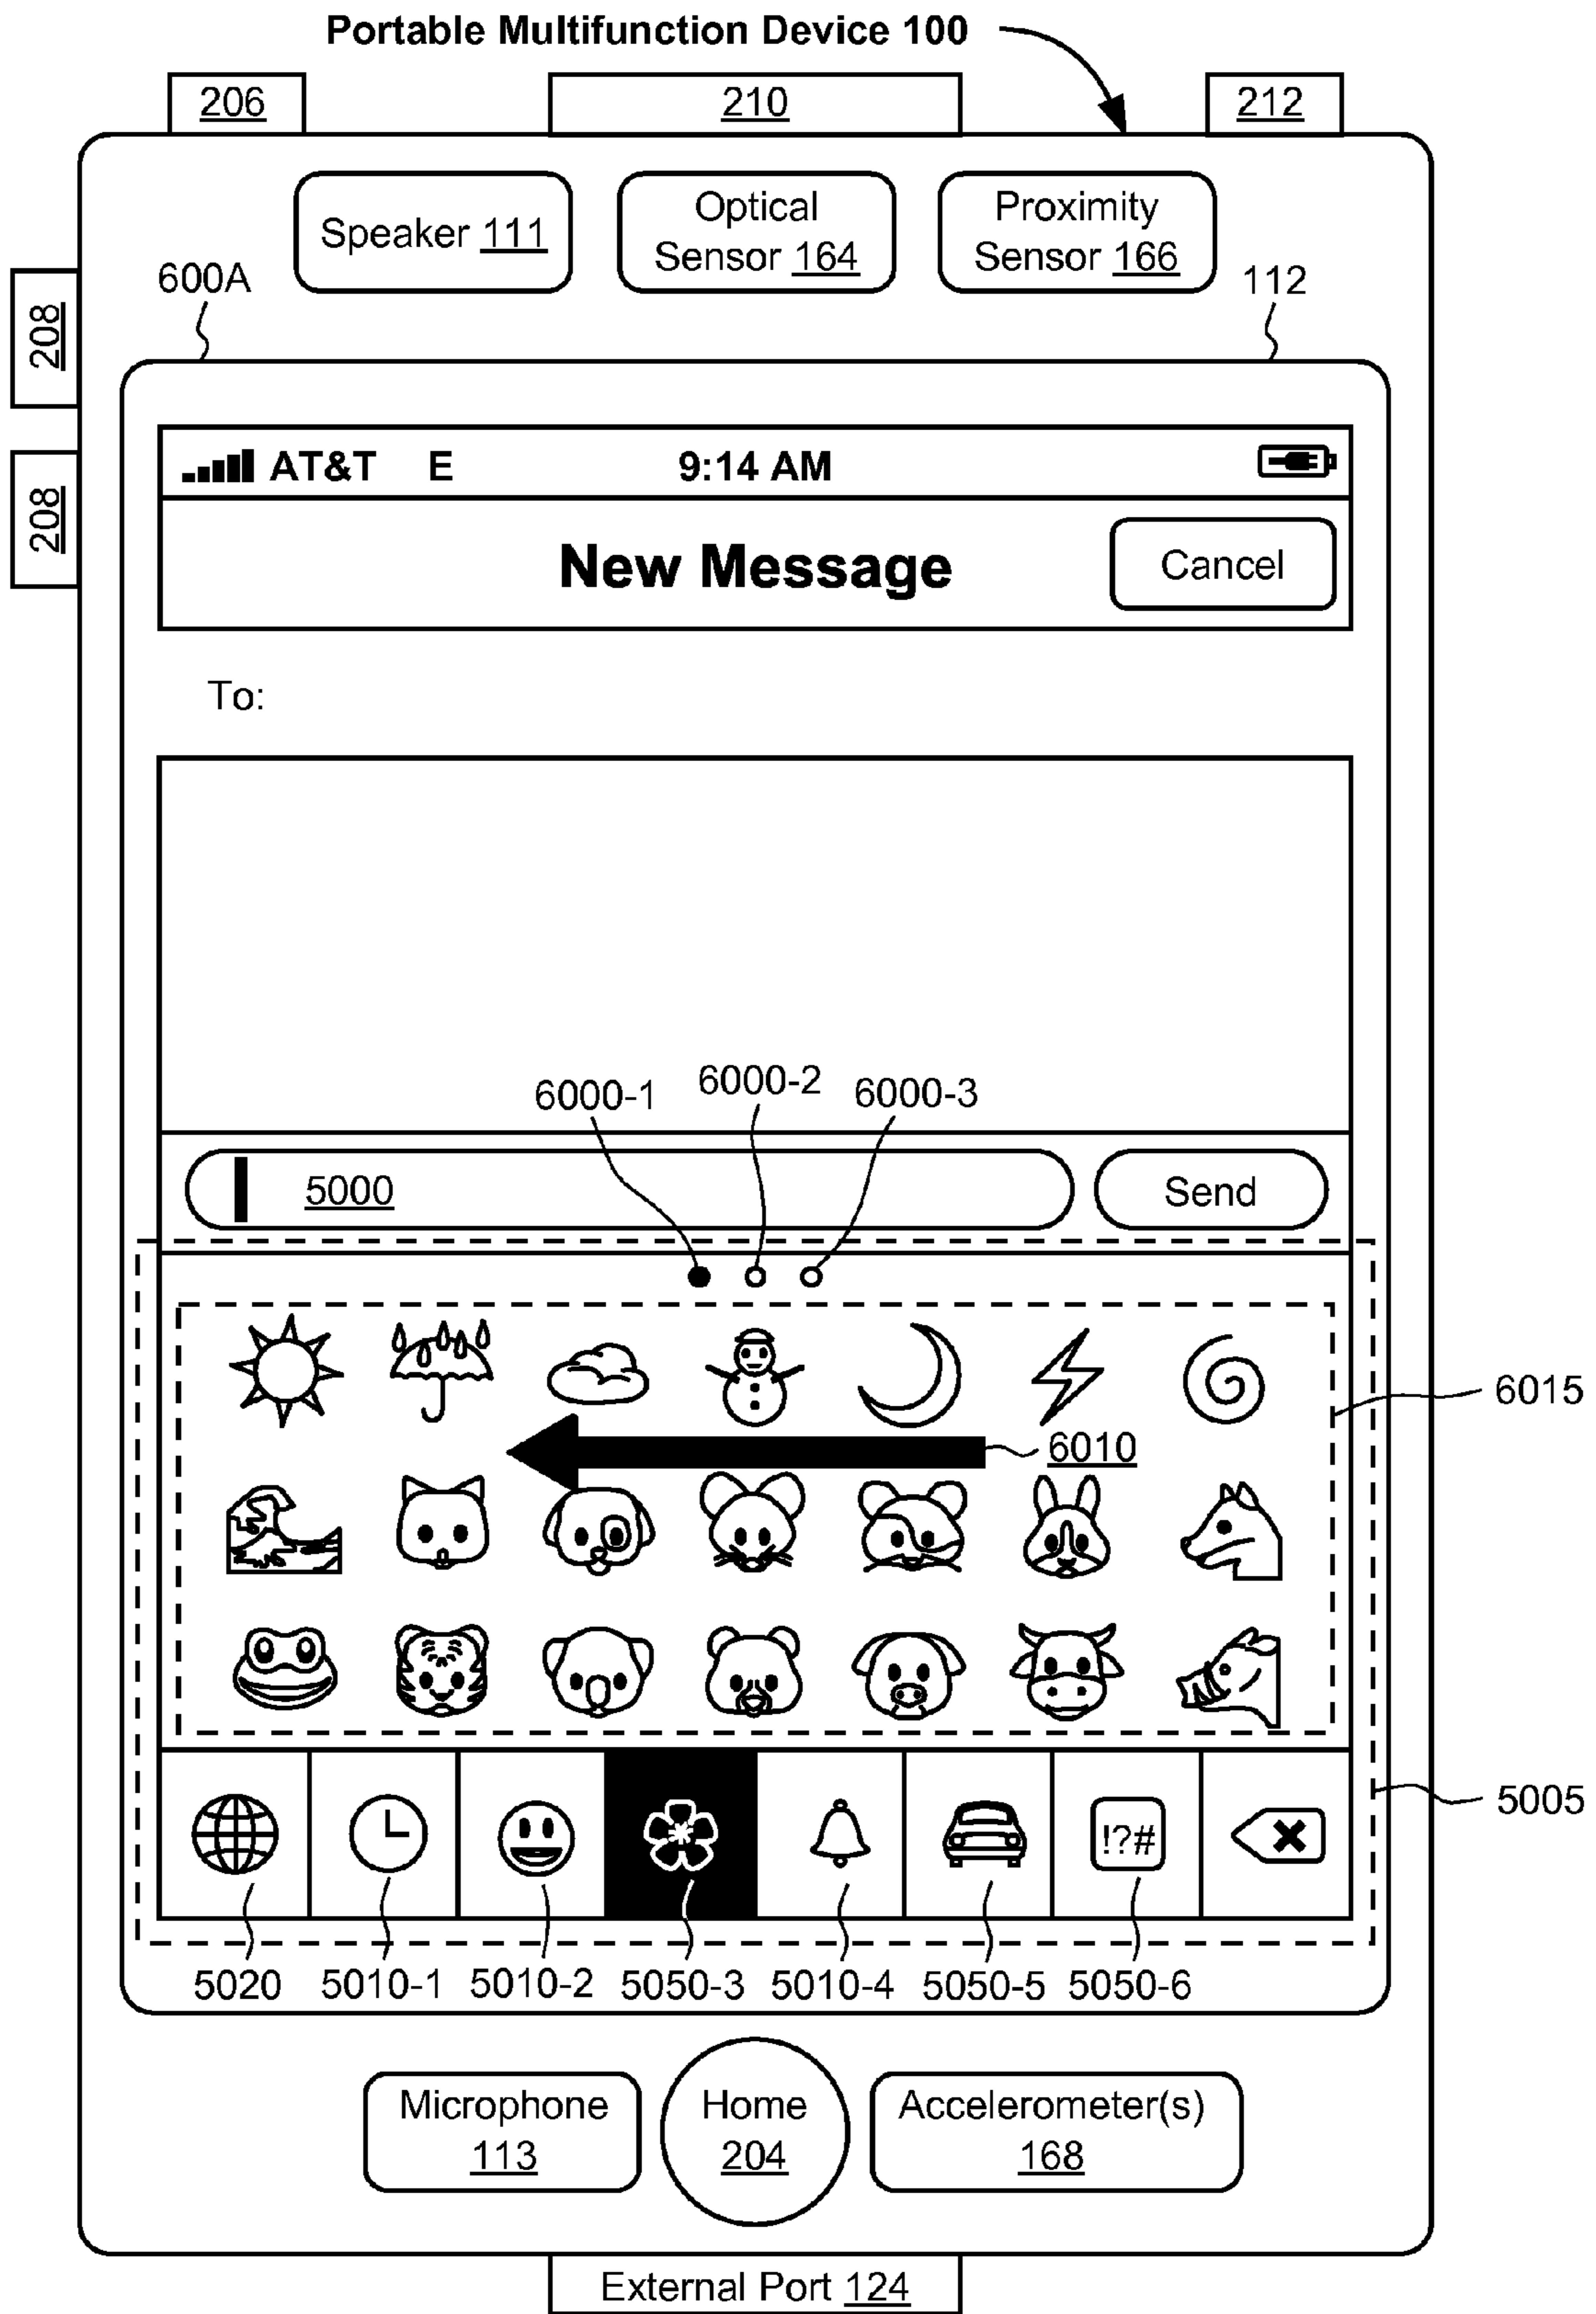 Portable Multifunction Device 100
206
210
212
Speaker 111
Optical
Sensor 164
Proximity
Sensor 166
208
600A
112
208
AT&T E 9:14 AM
New Message
Cancel
To:
6000-1
6000-2
6000-3
5000
Send
6015
6010
5005
!?#
5020
5010-1
5010-2
5050-3
5010-4
5050-5
5050-6
Microphone
113
Home
204
Accelerometer(s)
168
External Port 124